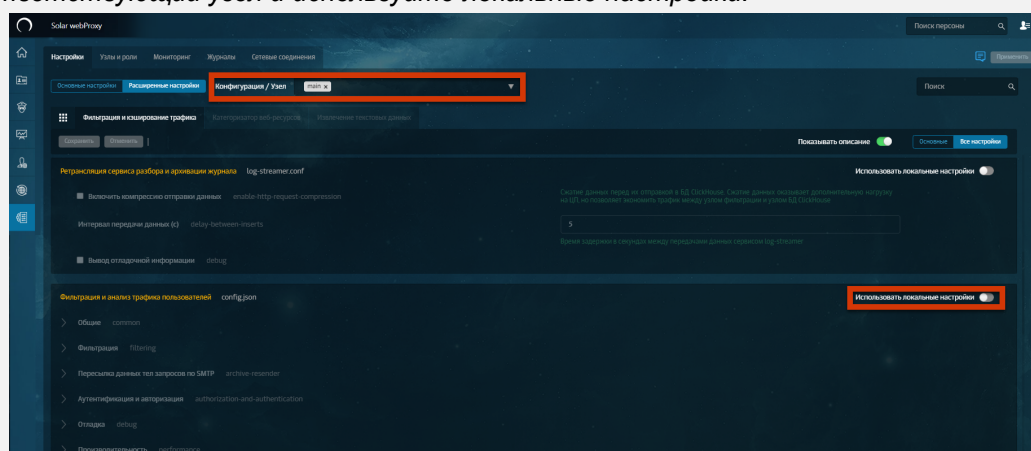 узел и используйте локальные настройки.
Solar webProxy
Поиск персоны
Настройки Узлы и роли Мониторинг Журналы Сетевые соединения
Применить
Основные настройки Расширенные настройки Конфигурация / Узел main x
Поиск
Фильтрация и кэширование трафика Категоризатор веб-ресурсов Извлечение текстовых данных
Сохранить Отменить
Показывать описание Основные Все настройки
Ретрансляция сервиса разбора и архивации журнала log-streamer.conf Использовать локальные настройки
Включить компрессию отправки данных enable-http-request-compression
Сжатие данных перед их отправкой в БД ClickHouse. Сжатие данных оказывает дополнительную нагрузку
на ЦП, но позволяет экономить трафик между узлом фильтрации и узлом БД ClickHouse
Интервал передачи данных (с) delay-between-inserts
5
Время задержки в секундах между передачами данных сервисом log-streamer
Вывод отладочной информации debug
Фильтрация и анализ трафика пользователей config.json Использовать локальные настройки
Общие common
Фильтрация filtering
Пересылка данных тел запросов по SMTP archive-resender
Аутентификация и авторизация authorization-and-authentication
Отладка debug
Производительность performance